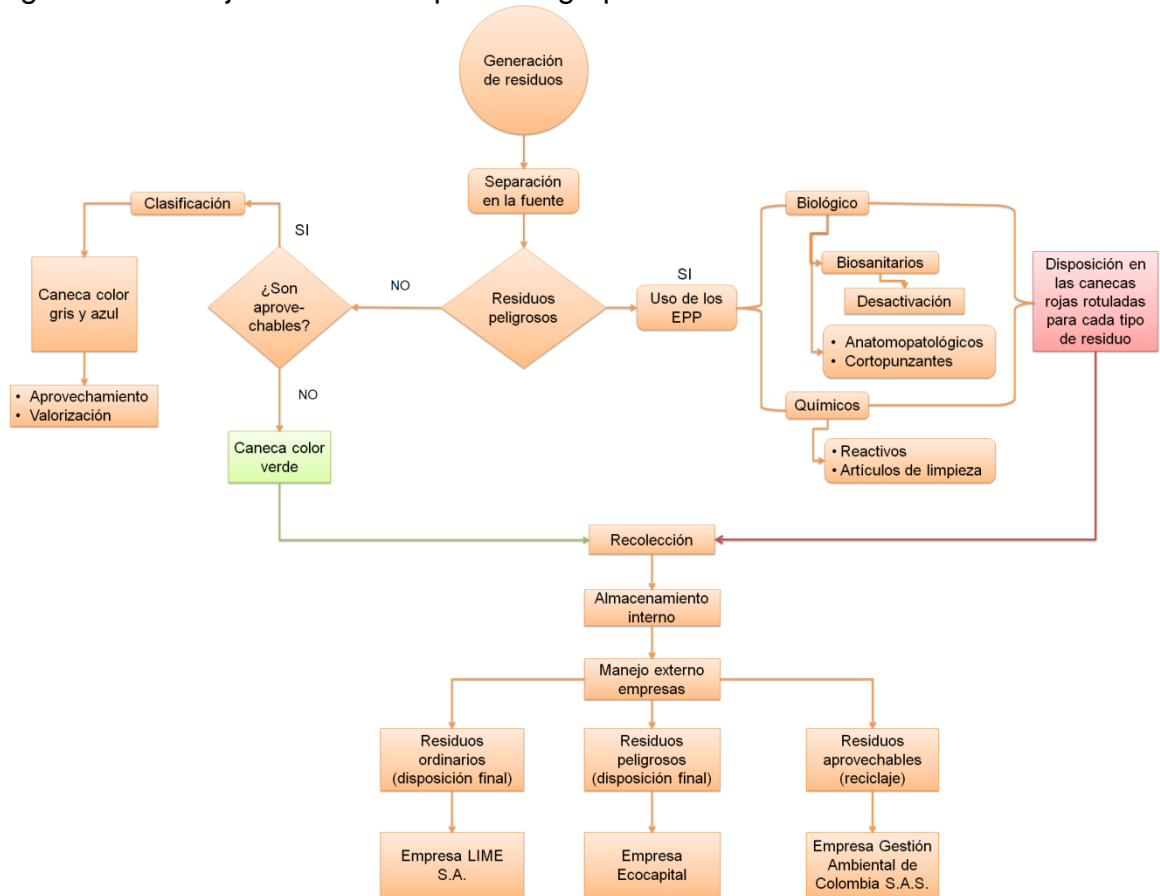 Generación
de residuos
Separación
en la fuente
Clasificación
SI
Caneca color
gris y azul
• Aprovechamiento
• Valorización
¿Son
aprove-
chables?
NO
NO
Caneca color
verde
Residuos
peligrosos
SI
Uso de los
EPP
Biológico
Biosanitarios
Desactivación
• Anatomopatológicos
• Cortopunzantes
Químicos
• Reactivos
• Artículos de limpieza
Disposición en
las canecas
rojas rotuladas
para cada tipo
de residuo
Recolección
Almacenamiento
interno
Manejo externo
empresas
Residuos
ordinarios
(disposición final)
Residuos
peligrosos
(disposición final)
Residuos
aprovechables
(reciclaje)
Empresa LIME
S.A.
Empresa
Ecocapital
Empresa Gestión
Ambiental de
Colombia S.A.S.